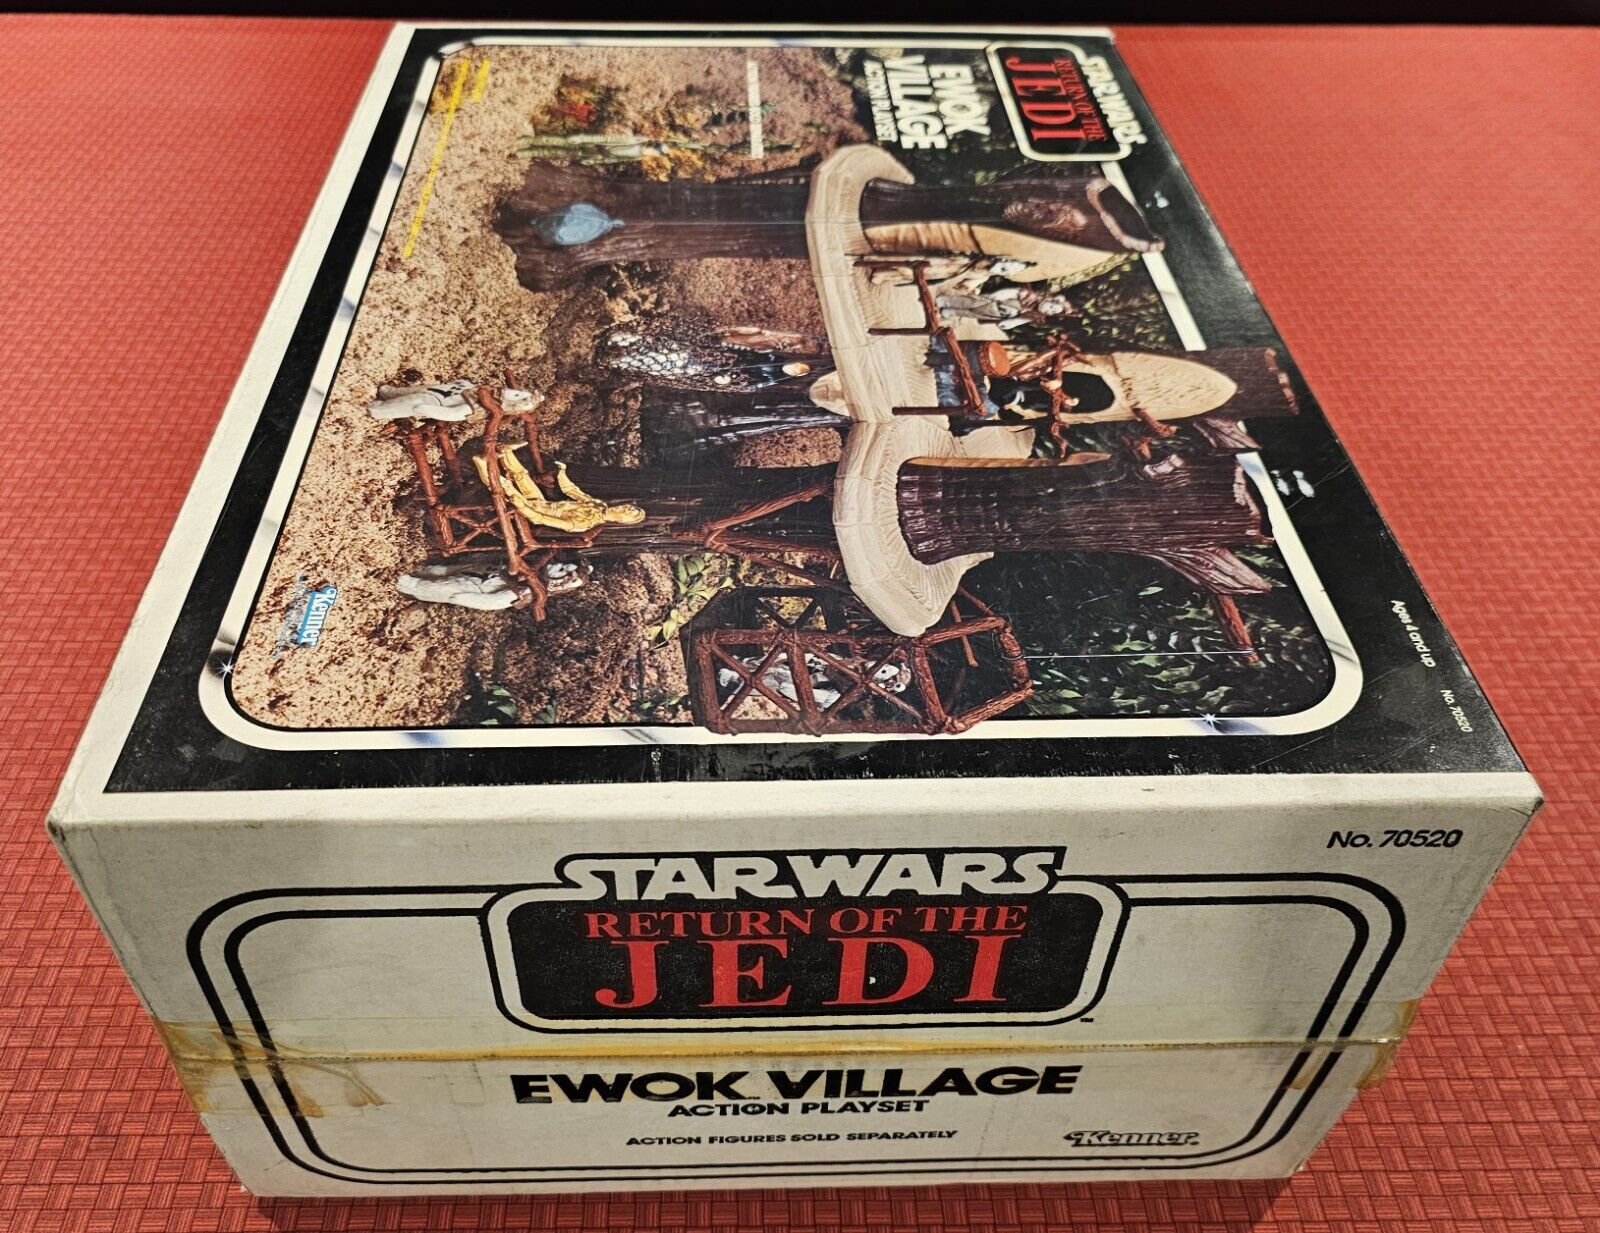 STAR WARS
RETURN OF THE
JEDI
EWOK
VILLAGE
ACTION PLAYSET
Kenner
Ages 4 and up
No. 70520
No. 70520
STAR WARS
RETURN OF THE
JEDI
EWOK VILLAGE
ACTION PLAYSET
ACTION FIGURES SOLD SEPARATELY
Kenner